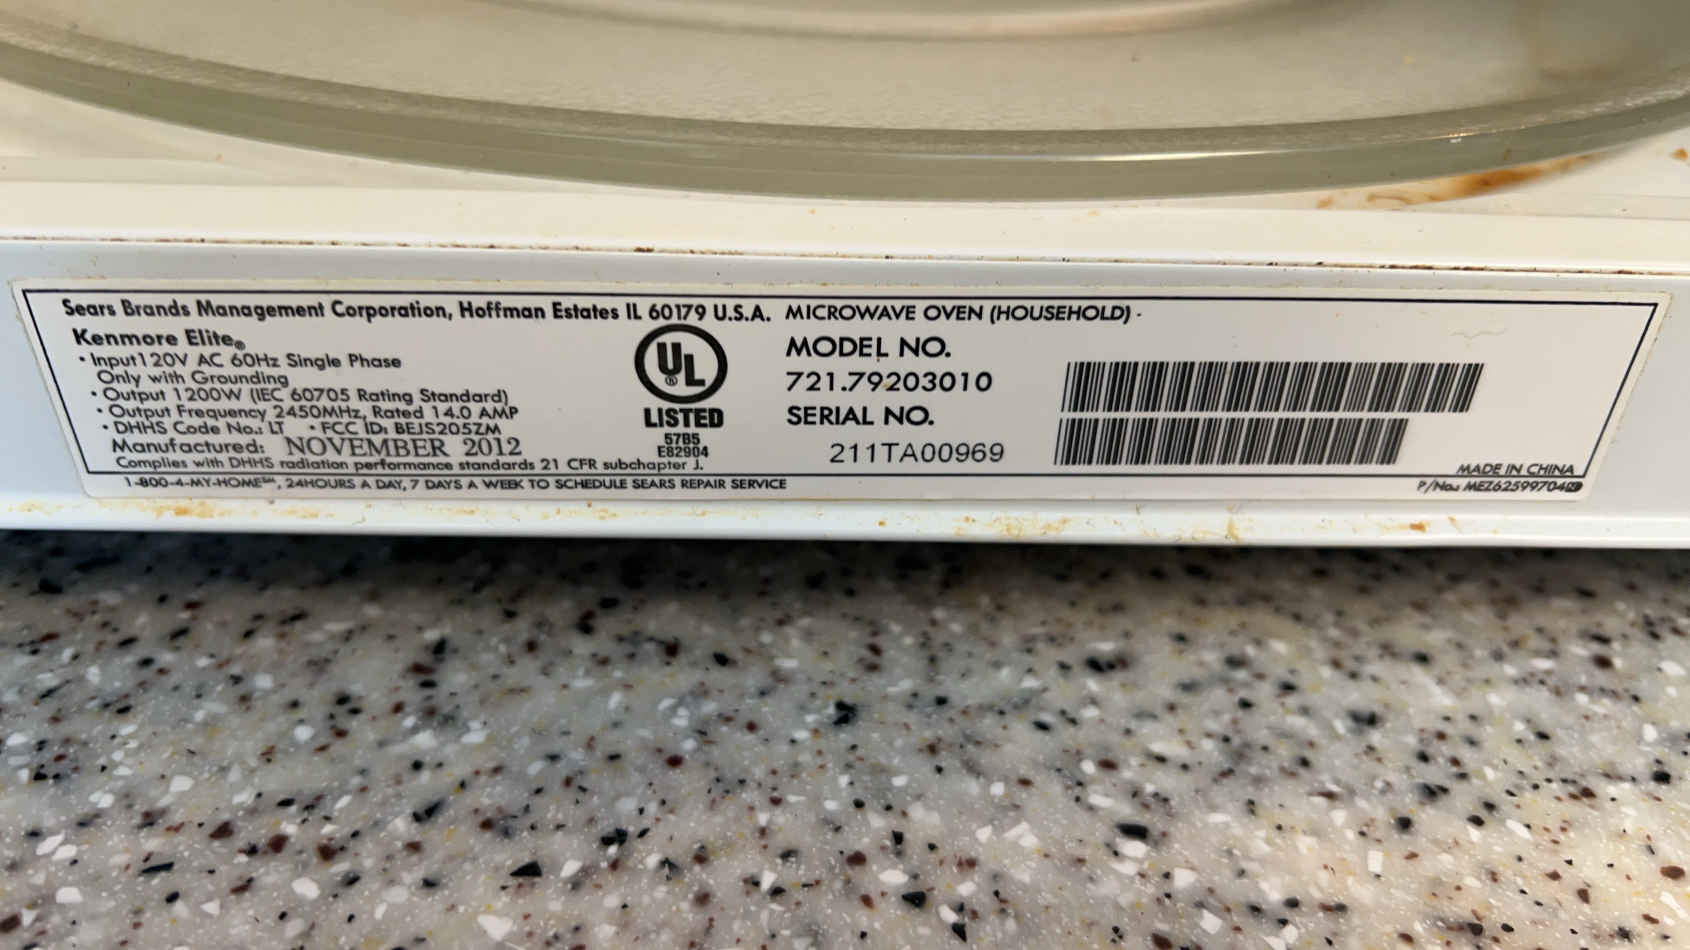 Sears Brands Management Corporation, Hoffman Estates IL 60179 U.S.A.
Kenmore Elite®
• Input120V AC 60Hz Single Phase
Only with Grounding
• Output 1200W (IEC 60705 Rating Standard)
• Output Frequency 2450MHz, Rated 14.0 AMP
• DHHS Code No.: LT • FCC ID: BEJS205ZM
Manufactured: NOVEMBER 2012
Complies with DHHS radiation performance standards 21 CFR subchapter J.
1-800-4-MY-HOME℠, 24HOURS A DAY, 7 DAYS A WEEK TO SCHEDULE SEARS REPAIR SERVICE
UL®
LISTED
57B5
E82904
MICROWAVE OVEN (HOUSEHOLD)
MODEL NO.
721.79203010
SERIAL NO.
211TA00969
MADE IN CHINA
P/No.: